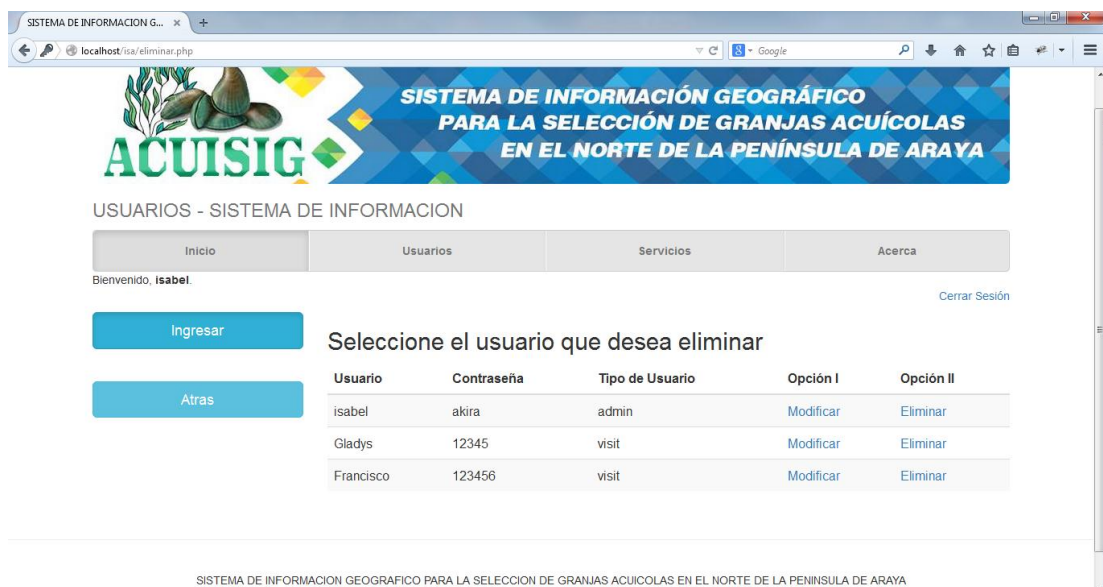 SISTEMA DE INFORMACION G... × +
localhost/isa/eliminar.php
8 - Google
ACUISIG
SISTEMA DE INFORMACIÓN GEOGRÁFICO
PARA LA SELECCIÓN DE GRANJAS ACUÍCOLAS
EN EL NORTE DE LA PENÍNSULA DE ARAYA
USUARIOS - SISTEMA DE INFORMACION
Inicio Usuarios Servicios Acerca
Bienvenido, isabel.
Cerrar Sesión
Ingresar
Atras
Seleccione el usuario que desea eliminar
Usuario Contraseña Tipo de Usuario Opción I Opción II
isabel akira admin Modificar Eliminar
Gladys 12345 visit Modificar Eliminar
Francisco 123456 visit Modificar Eliminar
SISTEMA DE INFORMACION GEOGRAFICO PARA LA SELECCION DE GRANJAS ACUICOLAS EN EL NORTE DE LA PENINSULA DE ARAYA